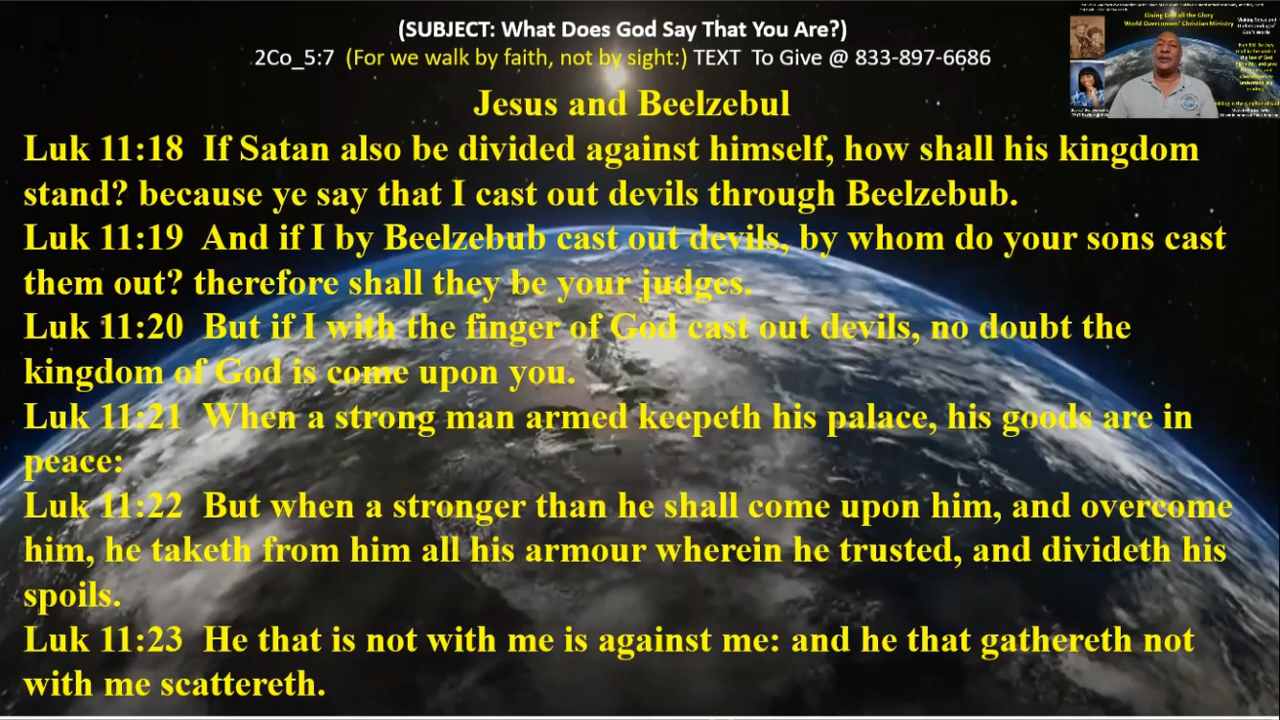 (SUBJECT: What Does God Say That You Are?)
2Co_5:7 (For we walk by faith, not by sight:) TEXT To Give @ 833-897-6686
Jesus and Beelzebul
Luk 11:18 If Satan also be divided against himself, how shall his kingdom
stand? because ye say that I cast out devils through Beelzebub.
Luk 11:19 And if I by Beelzebub cast out devils, by whom do your sons cast
them out? therefore shall they be your judges.
Luk 11:20 But if I with the finger of God cast out devils, no doubt the
kingdom of God is come upon you.
Luk 11:21 When a strong man armed keepeth his palace, his goods are in
peace:
Luk 11:22 But when a stronger than he shall come upon him, and overcome
him, he taketh from him all his armour wherein he trusted, and divideth his
spoils.
Luk 11:23 He that is not with me is against me: and he that gathereth not
with me scattereth.
Giving God all the Glory
World Overcomers' Christian Ministry